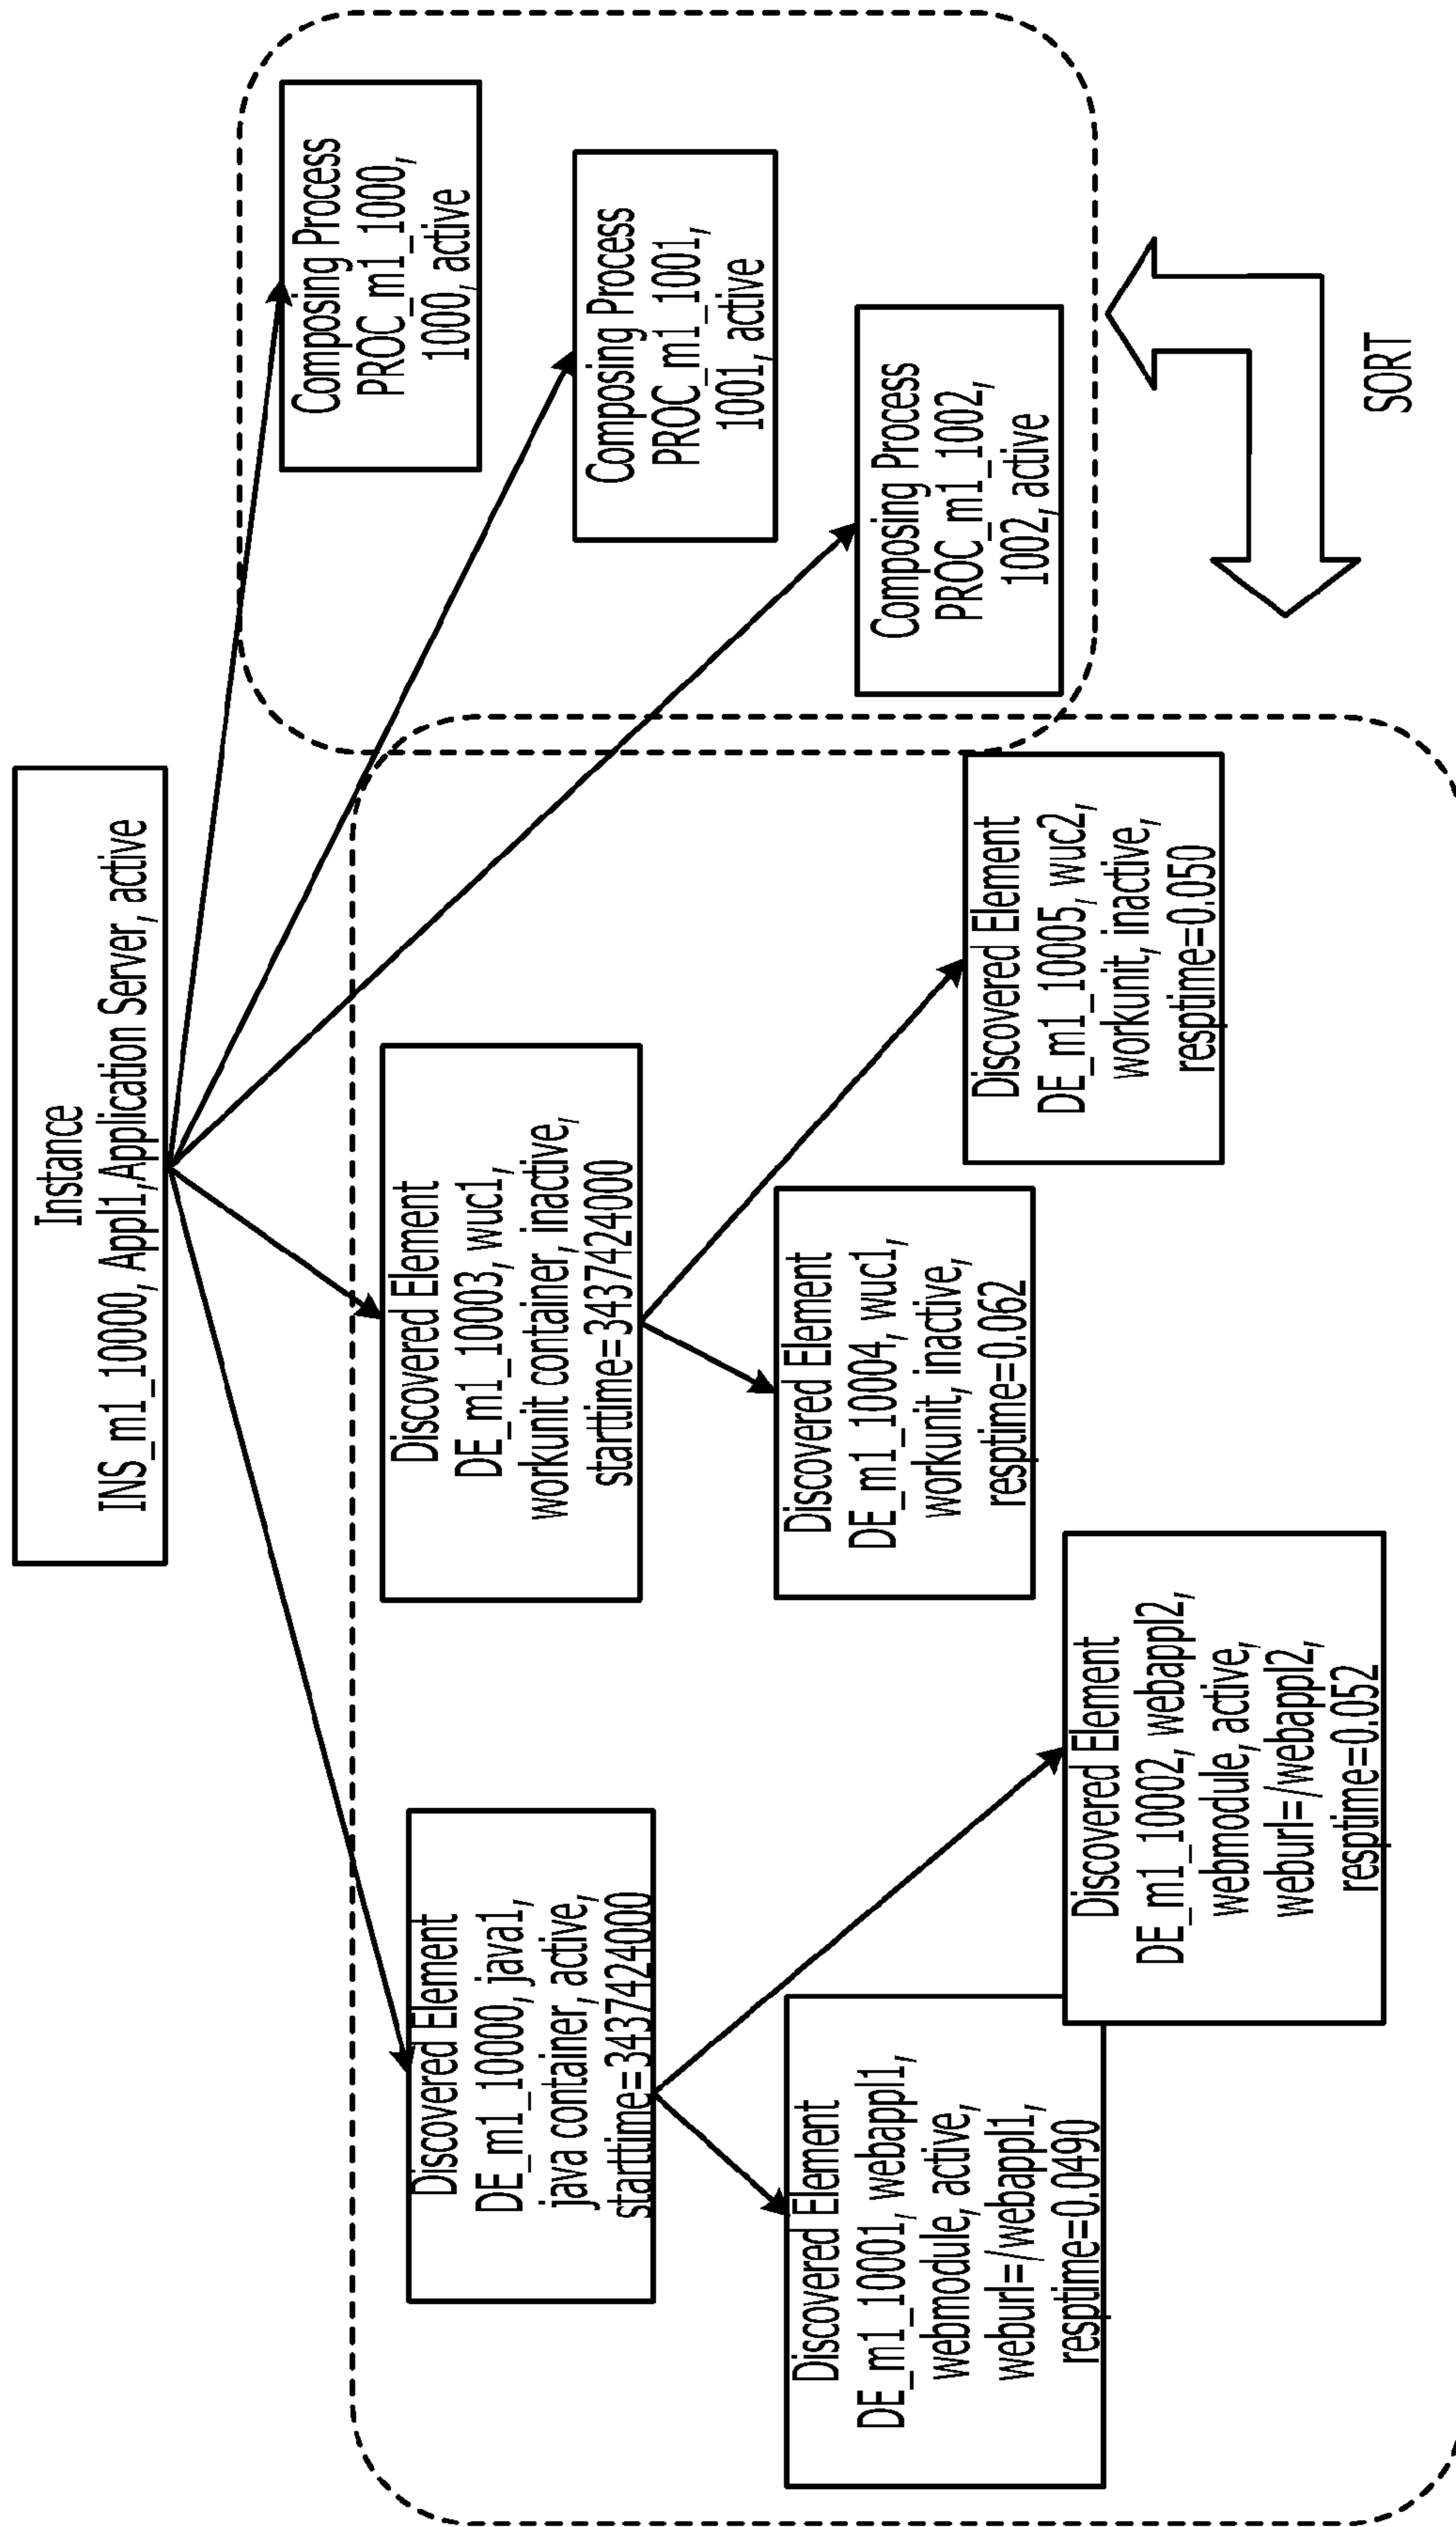 Instance
INS_m1_10000, Appl1,Application Server, active
Discovered Element
DE_m1_10000, java1,
java container, active,
starttime=3437424000
Discovered Element
DE_m1_10001, webappl1,
webmodule, active,
weburl=/webappl1,
resptime=0.0490
Discovered Element
DE_m1_10002, webappl2,
webmodule, active,
weburl=/webappl2,
resptime=0.052
Discovered Element
DE_m1_10003, wuc1,
workunit container, inactive,
starttime=3437424000
Discovered Element
DE_m1_10004, wuc1,
workunit, inactive,
resptime=0.062
Discovered Element
DE_m1_10005, wuc2,
workunit, inactive,
resptime=0.050
Composing Process
PROC_m1_1000,
1000, active
Composing Process
PROC_m1_1001,
1001, active
Composing Process
PROC_m1_1002,
1002, active
SORT